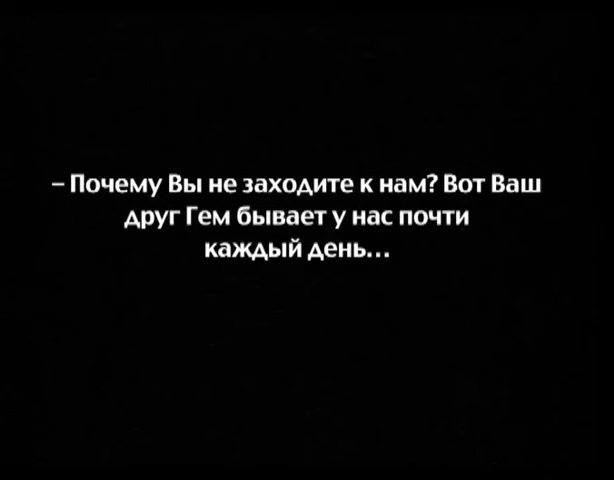 – Почему Вы не заходите к нам? Вот Ваш
друг Гем бывает у нас почти
каждый день...